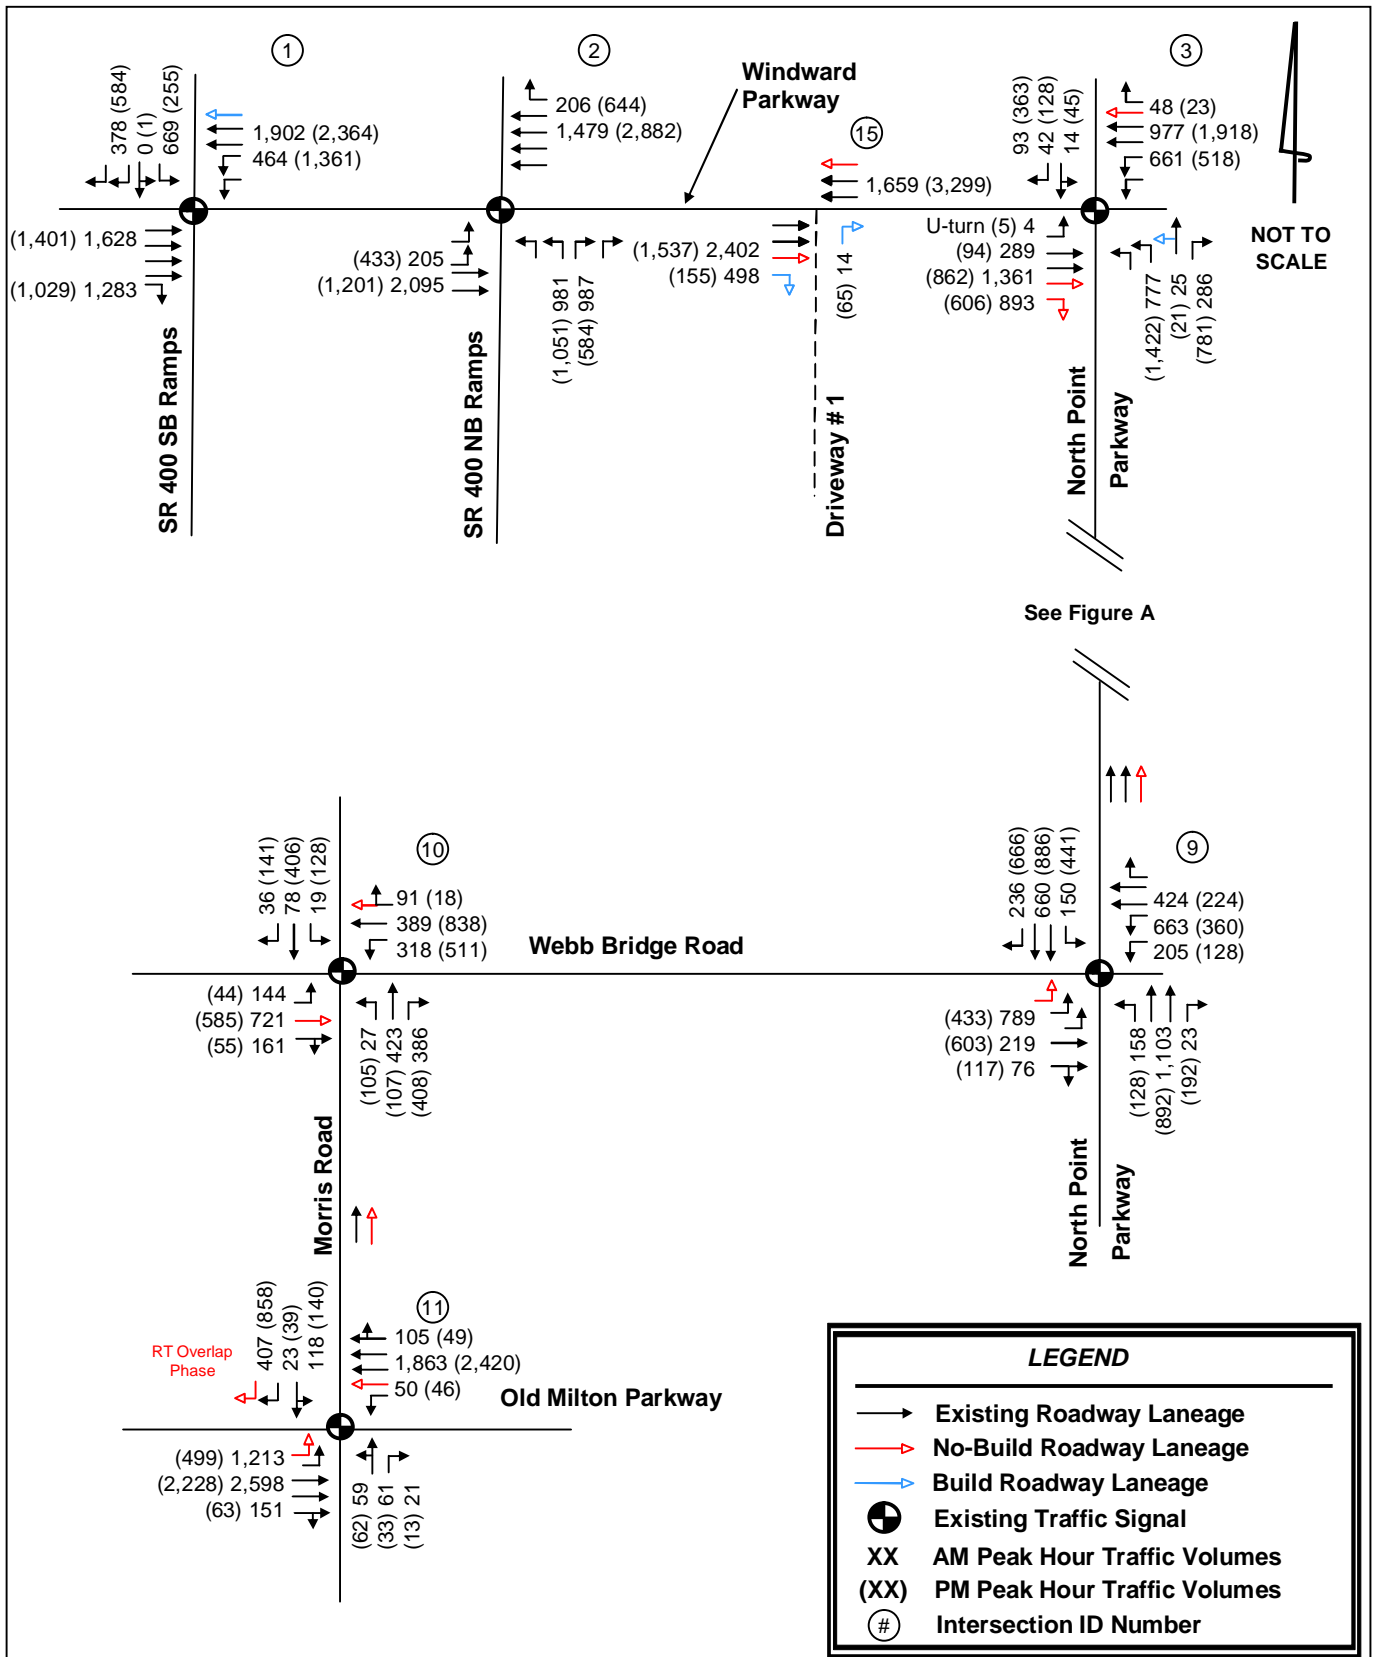 1
378 (584)
0 (1)
669 (255)
1,902 (2,364)
464 (1,361)
(1,401) 1,628
(1,029) 1,283
SR 400 SB Ramps
2
206 (644)
1,479 (2,882)
(433) 205
(1,201) 2,095
(1,051) 981
(584) 987
SR 400 NB Ramps
Windward
Parkway
15
1,659 (3,299)
(1,537) 2,402
(155) 498
(65) 14
Driveway # 1
3
93 (363)
42 (128)
14 (45)
48 (23)
977 (1,918)
661 (518)
U-turn (5) 4
(94) 289
(862) 1,361
(606) 893
(1,422) 777
(21) 25
(781) 286
North Point
Parkway
NOT TO
SCALE
See Figure A
10
36 (141)
78 (406)
19 (128)
91 (18)
389 (838)
318 (511)
Webb Bridge Road
(44) 144
(585) 721
(55) 161
(105) 27
(107) 423
(408) 386
Morris Road
9
236 (666)
660 (886)
150 (441)
424 (224)
663 (360)
205 (128)
(433) 789
(603) 219
(117) 76
(128) 158
(892) 1,103
(192) 23
North Point
Parkway
11
RT Overlap
Phase
407 (858)
23 (39)
118 (140)
105 (49)
1,863 (2,420)
50 (46)
Old Milton Parkway
(499) 1,213
(2,228) 2,598
(63) 151
(62) 59
(33) 61
(13) 21
LEGEND
Existing Roadway Laneage
No-Build Roadway Laneage
Build Roadway Laneage
Existing Traffic Signal
XX AM Peak Hour Traffic Volumes
(XX) PM Peak Hour Traffic Volumes
# Intersection ID Number